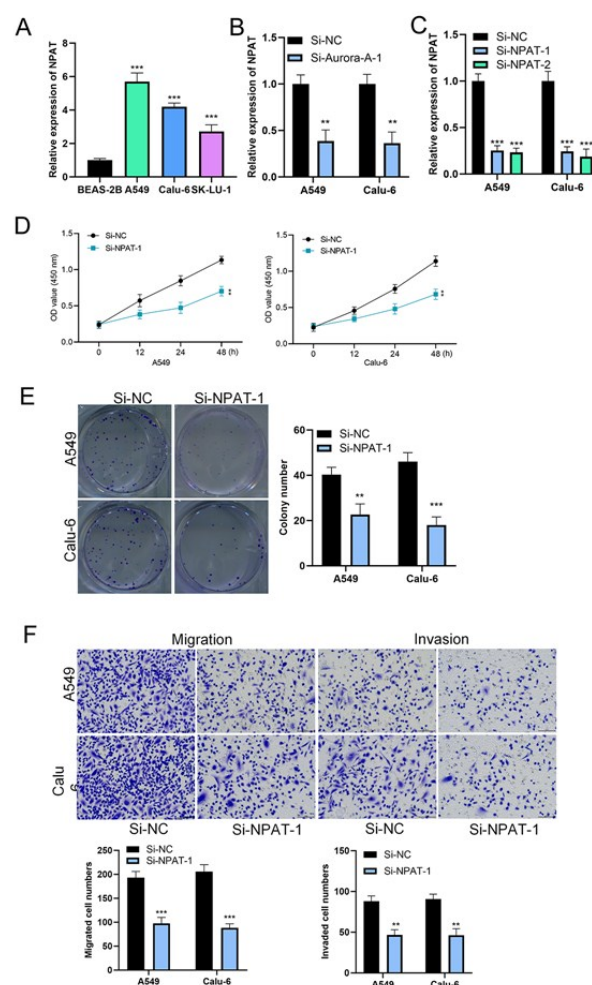 A
Relative expression of NPAT
8
6
4
2
0
***
***
***
BEAS-2B A549 Calu-6 SK-LU-1
B
Relative expression of NPAT
Si-NC
Si-Aurora-A-1
1.5
1.0
0.5
0.0
**
**
A549 Calu-6
C
Relative expression of NPAT
Si-NC
Si-NPAT-1
Si-NPAT-2
1.5
1.0
0.5
0.0
*** ***
*** ***
A549 Calu-6
D
OD value (450 nm)
Si-NC
Si-NPAT-1
1.5
1.0
0.5
0.0
**
0 12 24 48 (h)
A549
OD value (450 nm)
Si-NC
Si-NPAT-1
1.5
1.0
0.5
0.0
**
0 12 24 48 (h)
Calu-6
E
Si-NC Si-NPAT-1
A549
Calu-6
Colony number
Si-NC
Si-NPAT-1
60
40
20
0
**
***
A549 Calu-6
F
Migration Invasion
A549
Calu
6
Si-NC Si-NPAT-1 Si-NC Si-NPAT-1
Migrated cell numbers
Si-NC
Si-NPAT-1
250
200
150
100
50
0
***
***
A549 Calu-6
Invaded cell numbers
Si-NC
Si-NPAT-1
150
100
50
0
**
**
A549 Calu-6